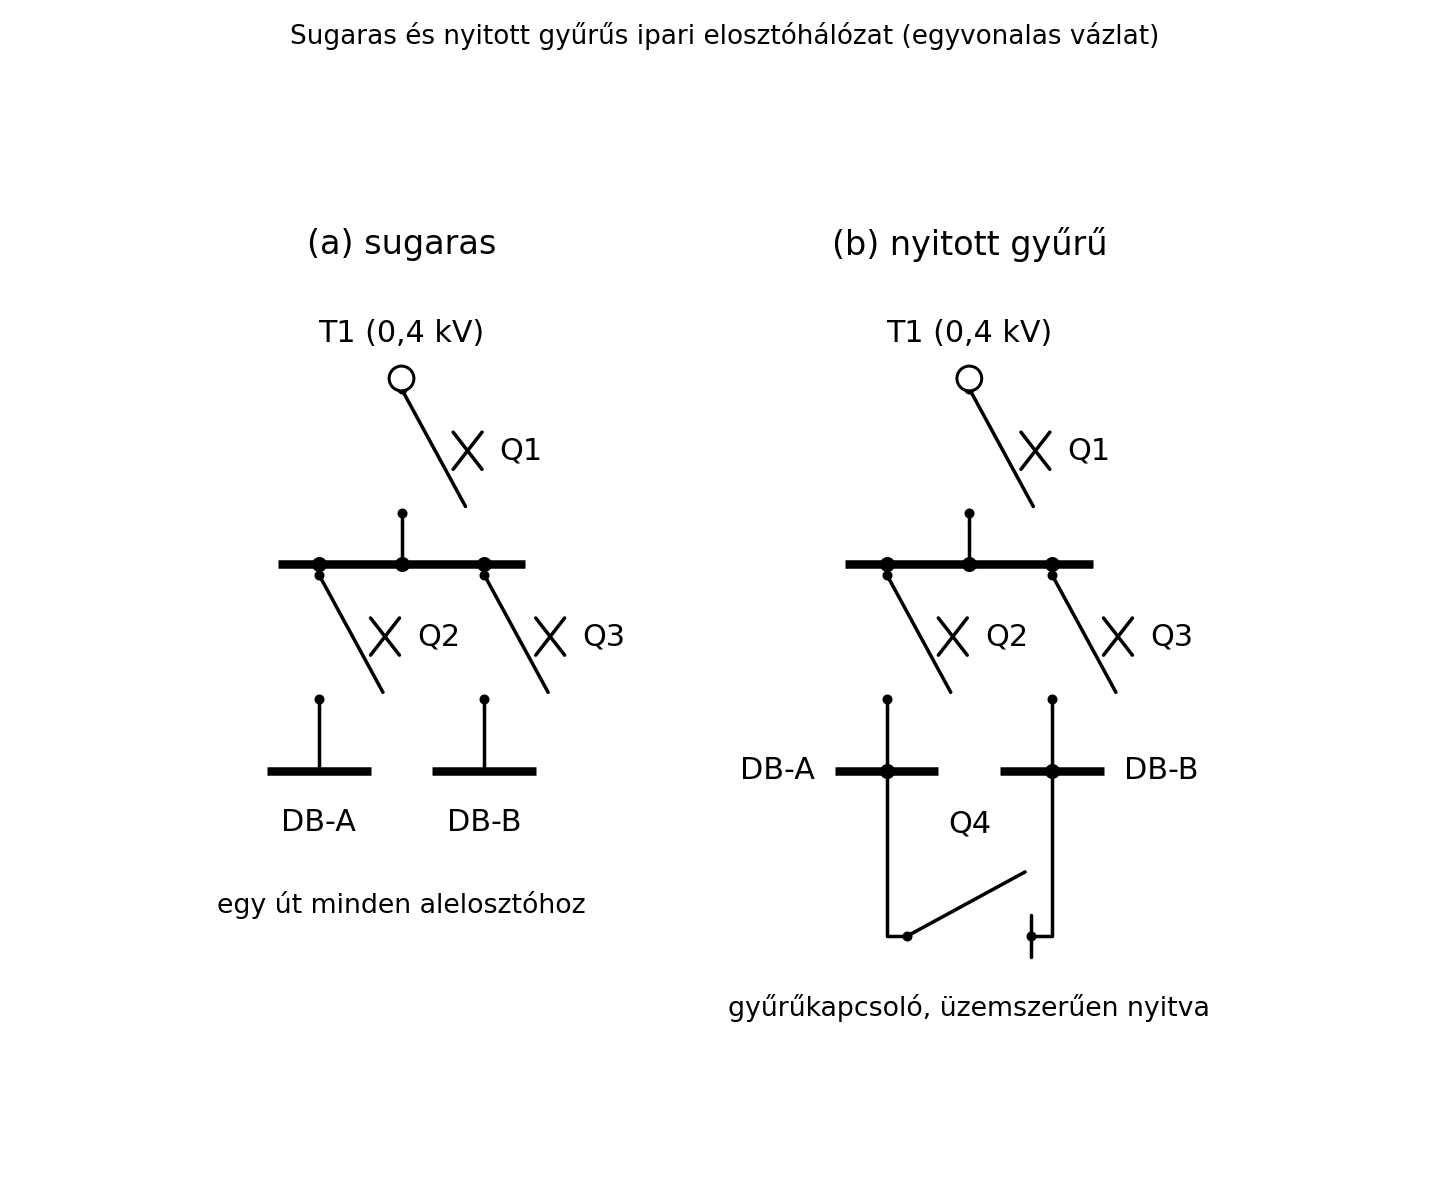 Sugaras és nyitott gyűrűs ipari elosztóhálózat (egyvonalas vázlat)
(a) sugaras
T1 (0,4 kV)
Q1
Q2
Q3
DB-A
DB-B
egy út minden alelosztóhoz
(b) nyitott gyűrű
T1 (0,4 kV)
Q1
Q2
Q3
DB-A
DB-B
Q4
gyűrűkapcsoló, üzemszerűen nyitva